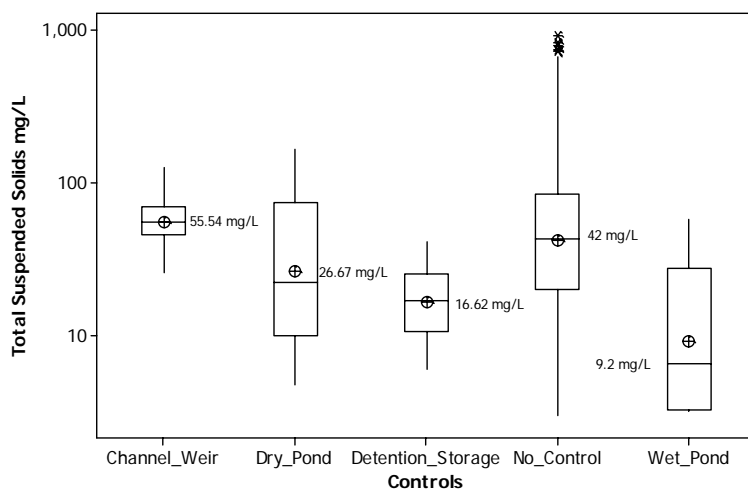 1,000
100
10
Total Suspended Solids mg/L
55.54 mg/L
26.67 mg/L
16.62 mg/L
42 mg/L
9.2 mg/L
Channel_Weir
Dry_Pond
Detention_Storage
No_Control
Wet_Pond
Controls